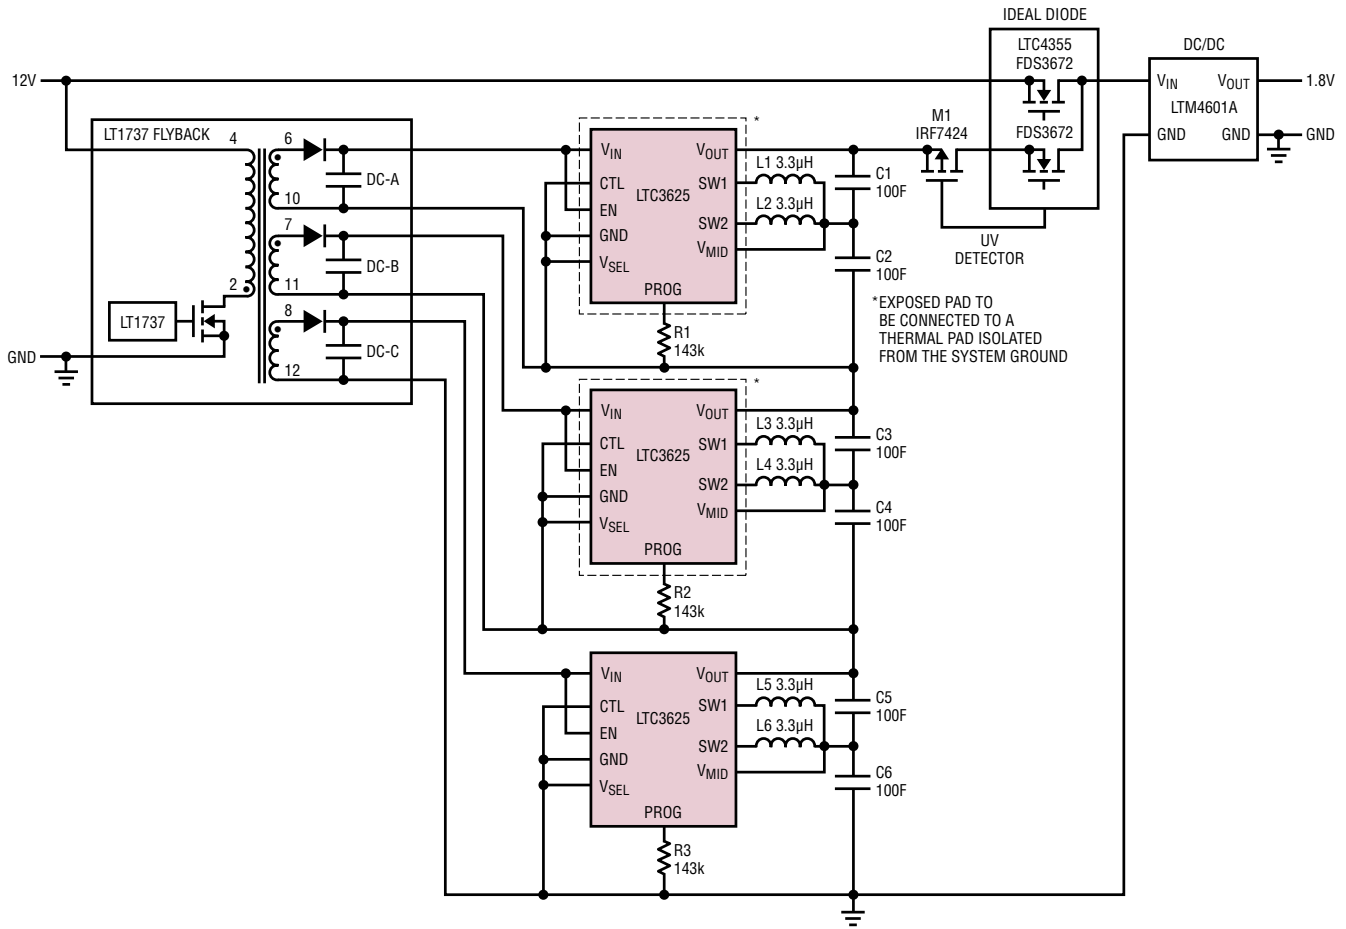 IDEAL DIODE
LTC4355
FDS3672
DC/DC
12V
VIN
VOUT
1.8V
LTM4601A
GND
GND
GND
FDS3672
M1
IRF7424
UV
DETECTOR
LT1737 FLYBACK
4
2
6
10
7
11
8
12
DC-A
DC-B
DC-C
LT1737
GND
*
VIN
CTL
EN
GND
VSEL
LTC3625
VOUT
SW1
SW2
VMID
PROG
L1 3.3µH
L2 3.3µH
C1
100F
C2
100F
R1
143k
*EXPOSED PAD TO
BE CONNECTED TO A
THERMAL PAD ISOLATED
FROM THE SYSTEM GROUND
*
VIN
CTL
EN
GND
VSEL
LTC3625
VOUT
SW1
SW2
VMID
PROG
L3 3.3µH
L4 3.3µH
C3
100F
C4
100F
R2
143k
VIN
CTL
EN
GND
VSEL
LTC3625
VOUT
SW1
SW2
VMID
PROG
L5 3.3µH
L6 3.3µH
C5
100F
C6
100F
R3
143k